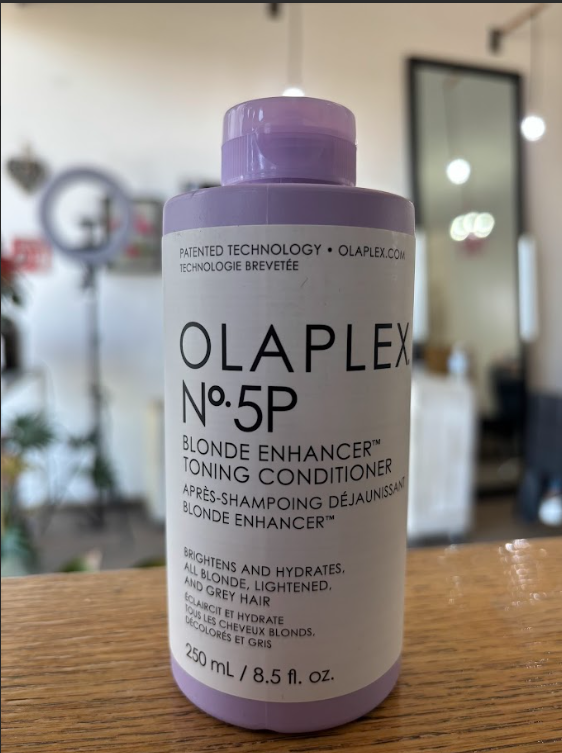 PATENTED TECHNOLOGY • OLAPLEX.COM
TECHNOLOGIE BREVETÉE
OLAPLEX
Nº.5P
BLONDE ENHANCER™
TONING CONDITIONER
APRÈS-SHAMPOING DÉJAUNISSANT
BLONDE ENHANCER™
BRIGHTENS AND HYDRATES,
ALL BLONDE, LIGHTENED,
AND GREY HAIR
ÉCLAIRCIT ET HYDRATE
TOUS LES CHEVEUX BLONDS,
DÉCOLORÉS ET GRIS
250 mL / 8.5 fl. oz.